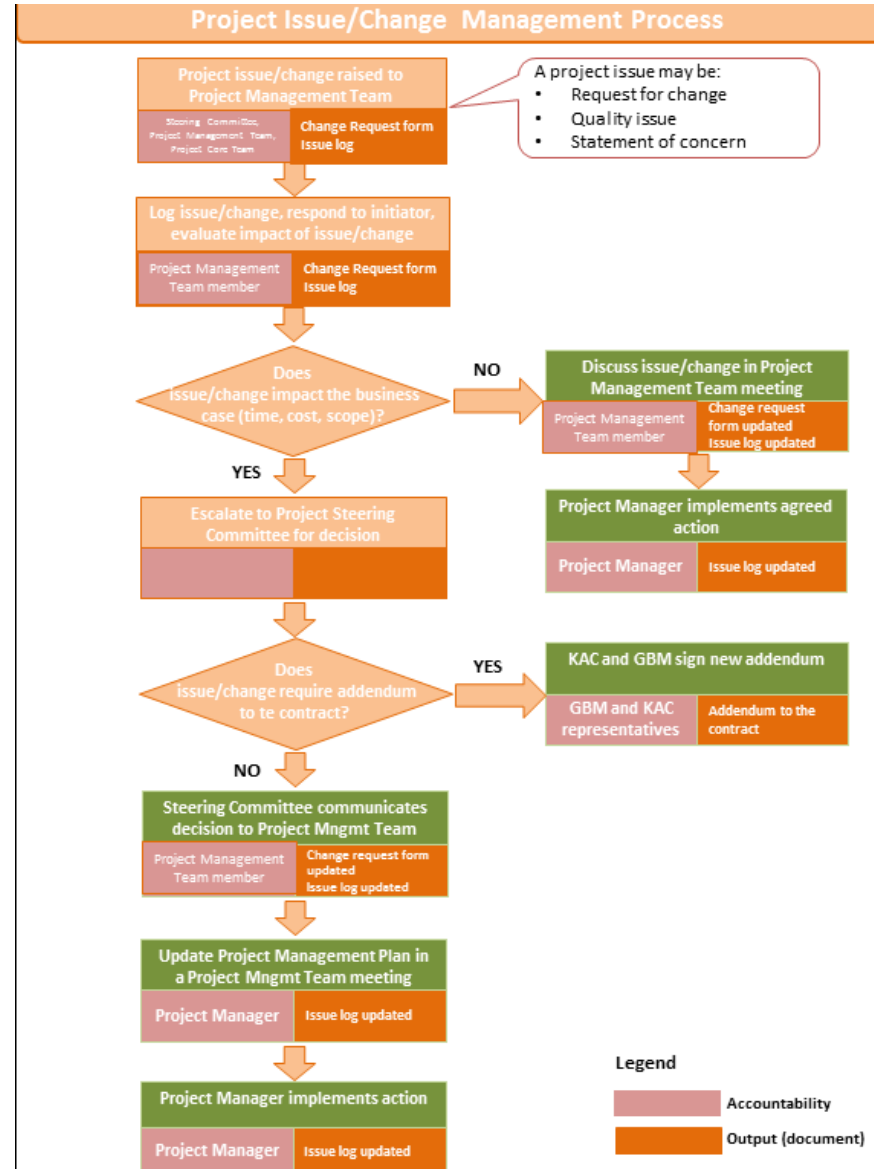 Project Issue/Change Management Process
Project issue/change raised to
Project Management Team
Steering Committee,
Project Management Team,
Project Core Team
Change Request form
Issue log
A project issue may be:
• Request for change
• Quality issue
• Statement of concern
Log issue/change, respond to initiator,
evaluate impact of issue/change
Project Management
Team member
Change Request form
Issue log
Does
issue/change impact the business
case (time, cost, scope)?
NO
Discuss issue/change in Project
Management Team meeting
Project Management
Team member
Change request
form updated
Issue log updated
YES
Project Manager implements agreed
action
Project Manager
Issue log updated
Escalate to Project Steering
Committee for decision
Does
issue/change require addendum
to te contract?
YES
KAC and GBM sign new addendum
GBM and KAC
representatives
Addendum to the
contract
NO
Steering Committee communicates
decision to Project Mngmt Team
Project Management
Team member
Change request form
updated
Issue log updated
Update Project Management Plan in
a Project Mngmt Team meeting
Project Manager
Issue log updated
Project Manager implements action
Project Manager
Issue log updated
Legend
Accountability
Output (document)